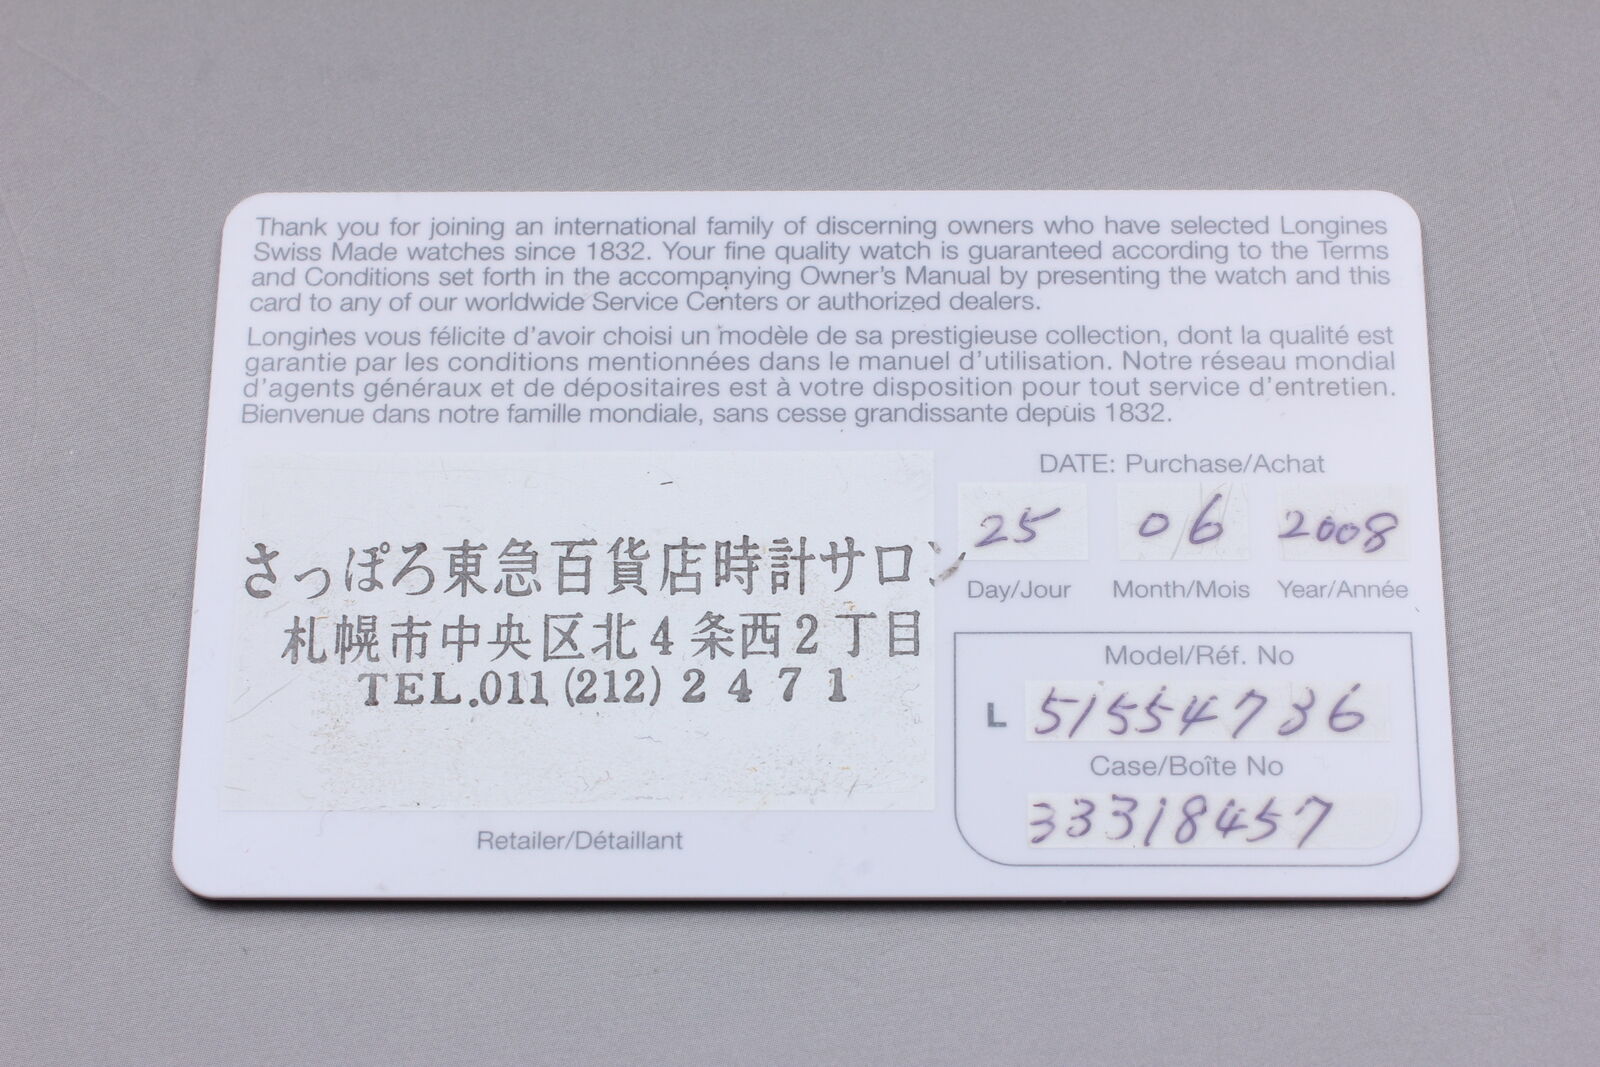 Thank you for joining an international family of discerning owners who have selected Longines
Swiss Made watches since 1832. Your fine quality watch is guaranteed according to the Terms
and Conditions set forth in the accompanying Owner's Manual by presenting the watch and this
card to any of our worldwide Service Centers or authorized dealers.
Longines vous félicite d'avoir choisi un modèle de sa prestigieuse collection, dont la qualité est
garantie par les conditions mentionnées dans le manuel d'utilisation. Notre réseau mondial
d'agents généraux et de dépositaires est à votre disposition pour tout service d'entretien.
Bienvenue dans notre famille mondiale, sans cesse grandissante depuis 1832.
さっぽろ東急百貨店時計サロン
札幌市中央区北4条西2丁目
TEL.011(212)2471
Retailer/Détaillant
DATE: Purchase/Achat
25 06 2008
Day/Jour Month/Mois Year/Année
Model/Réf. No
L 51554736
Case/Boîte No
33318457